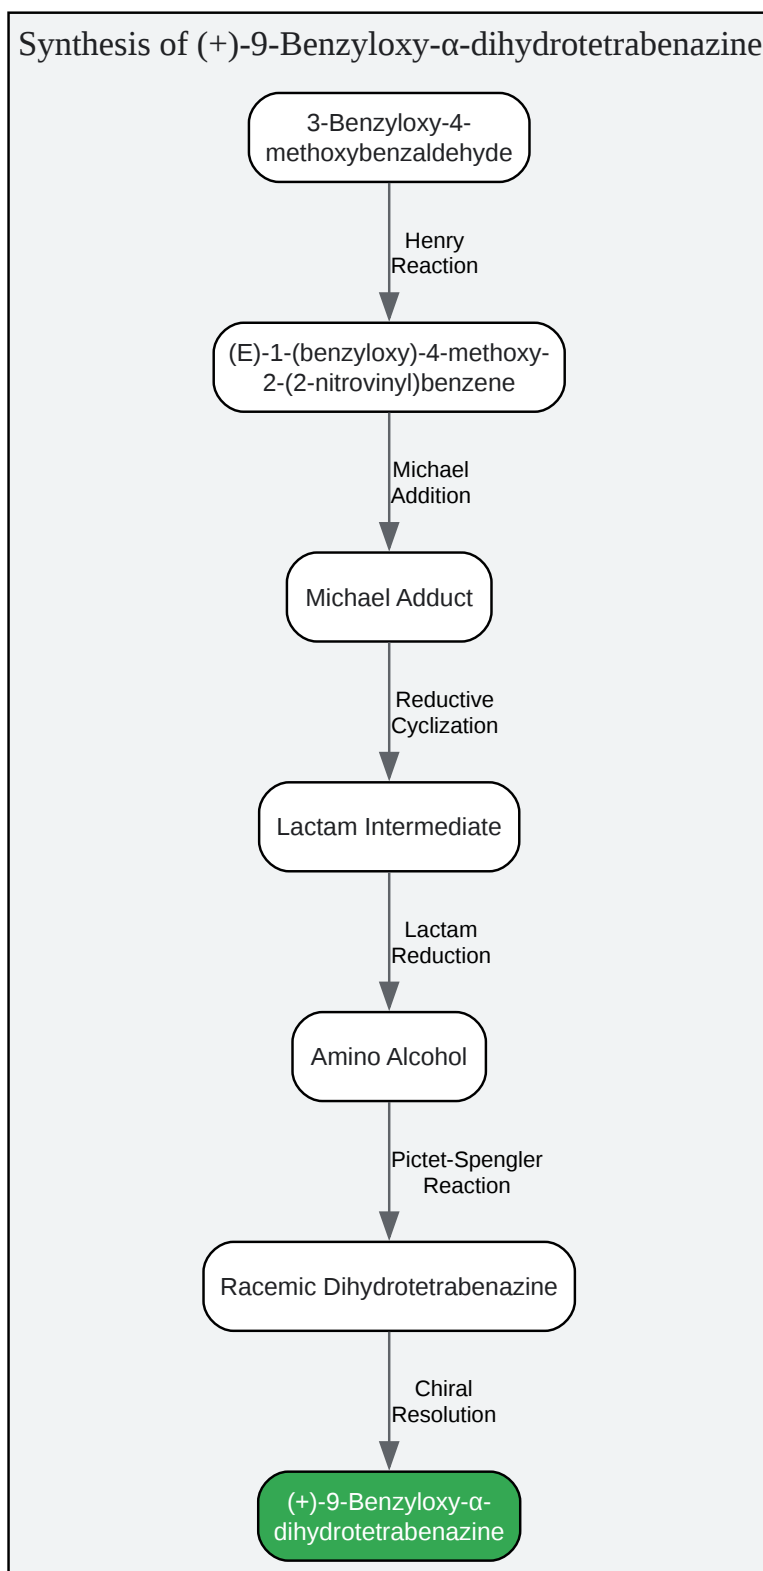 Synthesis of (+)-9-Benzyloxy-α-dihydrotetrabenazine
3-Benzyloxy-4-
methoxybenzaldehyde
Henry
Reaction
(E)-1-(benzyloxy)-4-methoxy-
2-(2-nitrovinyl)benzene
Michael
Addition
Michael Adduct
Reductive
Cyclization
Lactam Intermediate
Lactam
Reduction
Amino Alcohol
Pictet-Spengler
Reaction
Racemic Dihydrotetrabenazine
Chiral
Resolution
(+)-9-Benzyloxy-α-
dihydrotetrabenazine